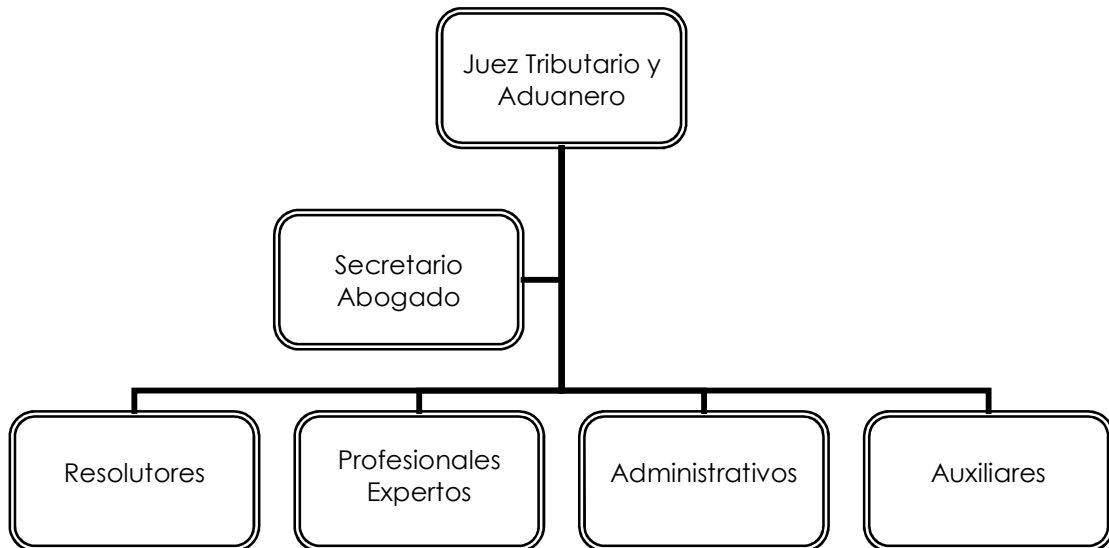 Juez Tributario y
Aduanero
Secretario
Abogado
Resolutores
Profesionales
Expertos
Administrativos
Auxiliares